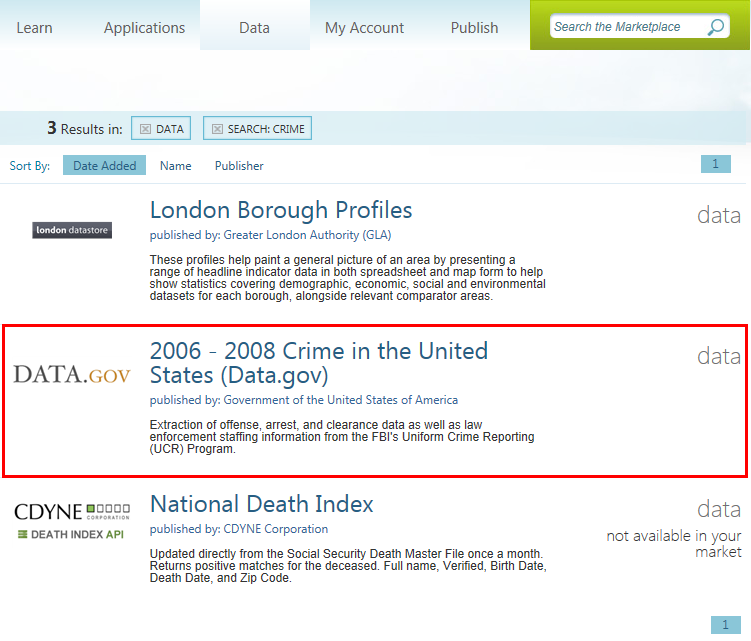 Learn Applications Data My Account Publish Search the Marketplace
3 Results in: DATA SEARCH: CRIME
Sort By: Date Added Name Publisher 1
London Borough Profiles
data
london datastore
published by: Greater London Authority (GLA)
These profiles help paint a general picture of an area by presenting a
range of headline indicator data in both spreadsheet and map form to help
show statistics covering demographic, economic, social and environmental
datasets for each borough, alongside relevant comparator areas.
2006 - 2008 Crime in the United
States (Data.gov)
data
DATA.GOV
published by: Government of the United States of America
Extraction of offense, arrest, and clearance data as well as law
enforcement staffing information from the FBI's Uniform Crime Reporting
(UCR) Program.
National Death Index
data
CDYNE
CORPORATION
DEATH INDEX API
published by: CDYNE Corporation
not available in your
market
Updated directly from the Social Security Death Master File once a month.
Returns positive matches for the deceased. Full name, Verified, Birth Date,
Death Date, and Zip Code.
1